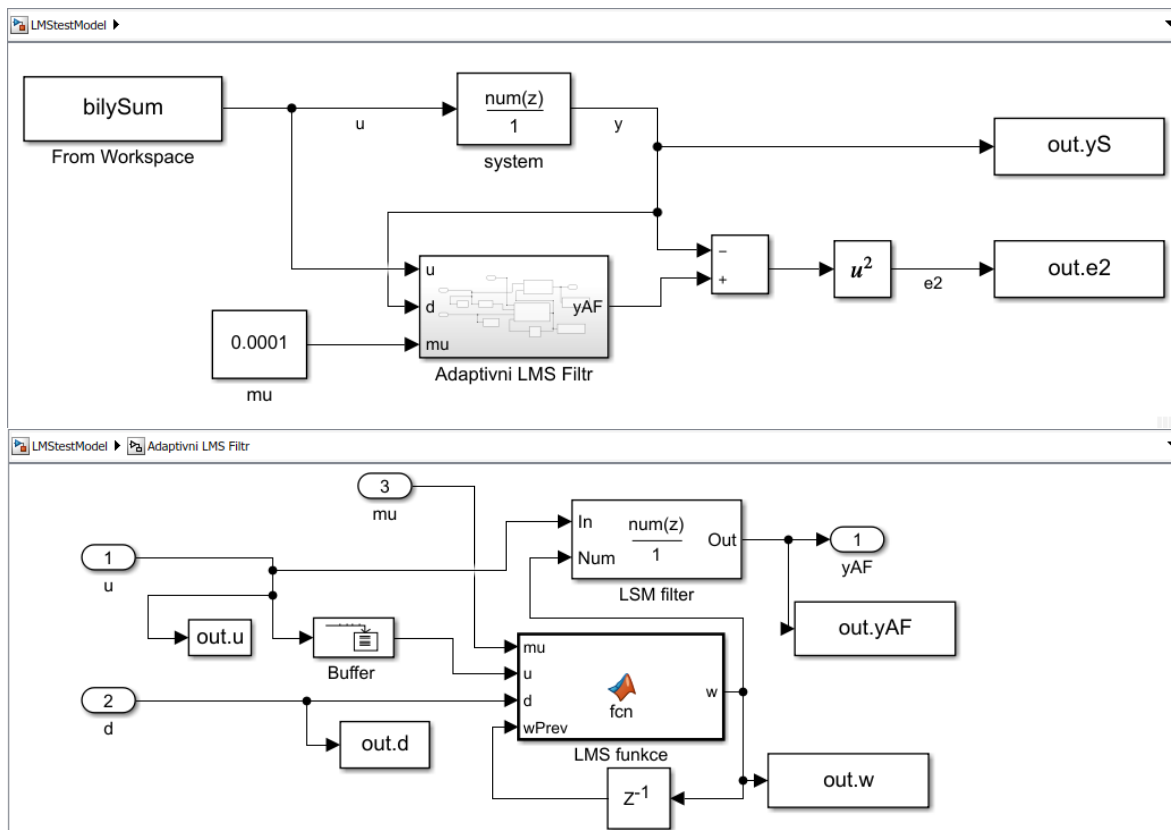 LMStestModel
bilySum
From Workspace
u
num(z)
1
system
y
out.yS
u
d
mu
yAF
Adaptivni LMS Filtr
0.0001
mu
−
+
u²
e2
out.e2
LMStestModel Adaptivni LMS Filtr
3
mu
1
u
In
Num
num(z)
1
Out
LSM filter
1
yAF
out.u
Buffer
out.yAF
mu
u
d
wPrev
fcn
w
LMS funkce
2
d
out.d
Z-1
out.w